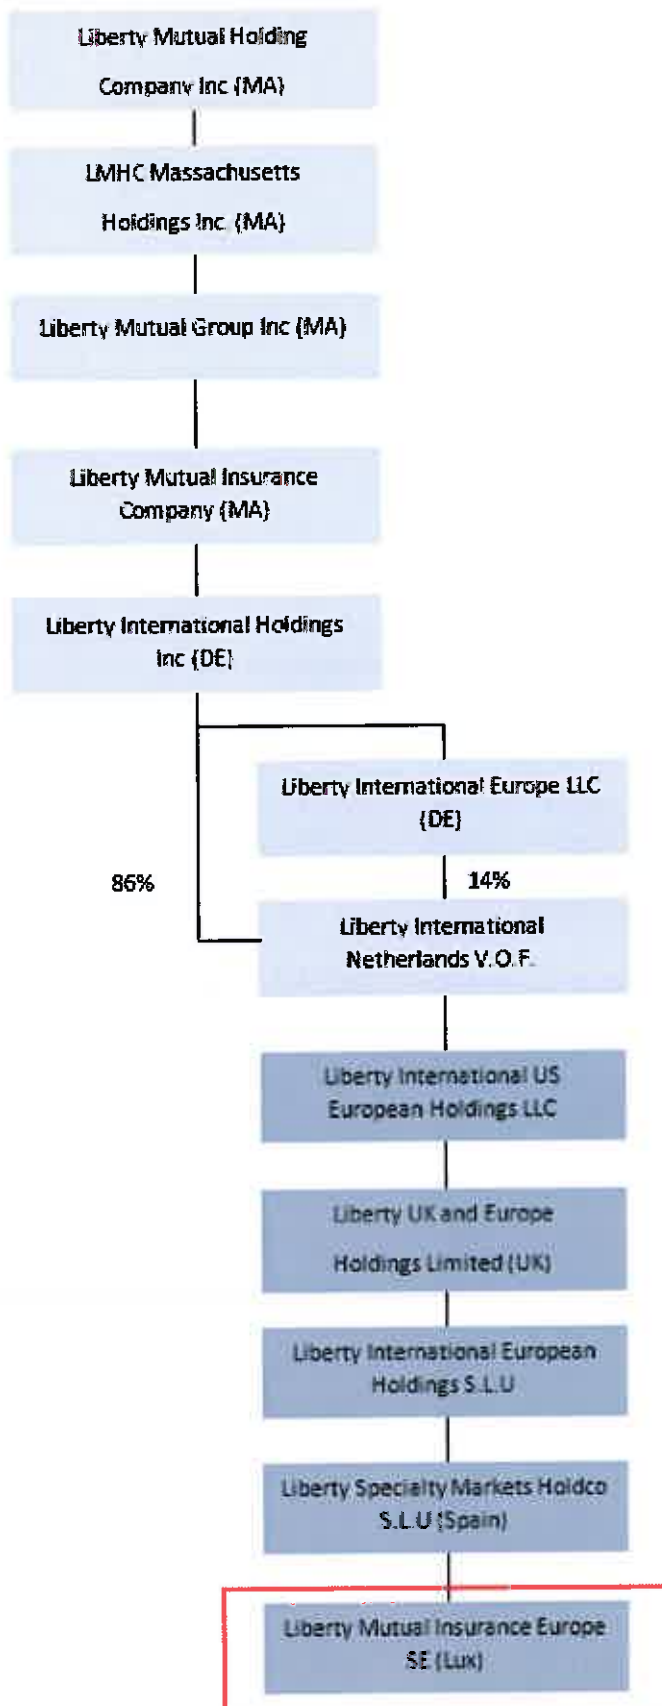 Liberty Mutual Holding
Company Inc (MA)
LMHC Massachusetts
Holdings Inc. (MA)
Liberty Mutual Group Inc (MA)
Liberty Mutual Insurance
Company (MA)
Liberty International Holdings
Inc (DE)
Liberty International Europe LLC
(DE)
86%
14%
Liberty International
Netherlands V.O.F.
Liberty International US
European Holdings LLC
Liberty UK and Europe
Holdings Limited (UK)
Liberty International European
Holdings S.L.U
Liberty Specialty Markets Holdco
S.L.U (Spain)
Liberty Mutual Insurance Europe
SE (Lux)